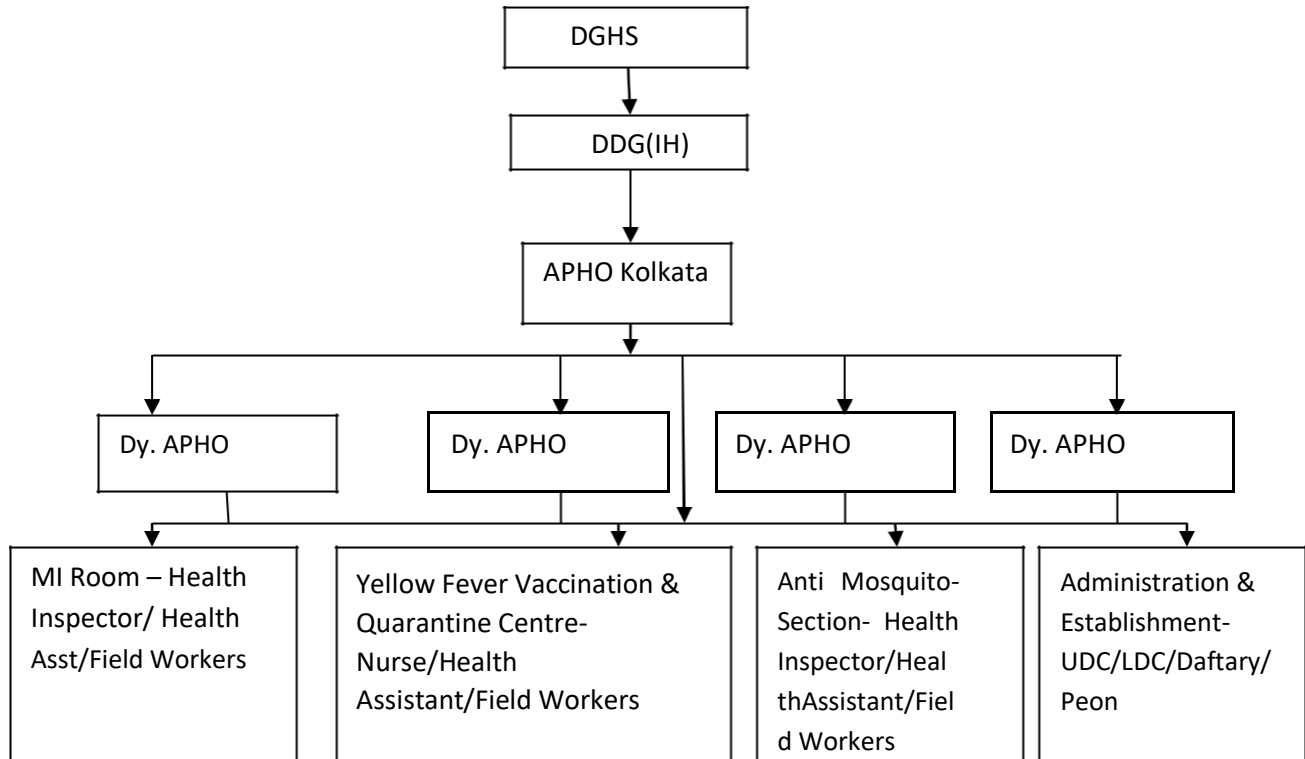 DGHS
DDG(IH)
APHO Kolkata
Dy. APHO
Dy. APHO
Dy. APHO
Dy. APHO
MI Room – Health
Inspector/ Health
Asst/Field Workers
Yellow Fever Vaccination &
Quarantine Centre-
Nurse/Health
Assistant/Field Workers
Anti Mosquito-
Section- Health
Inspector/Heal
thAssistant/Fiel
d Workers
Administration &
Establishment-
UDC/LDC/Daftary/
Peon